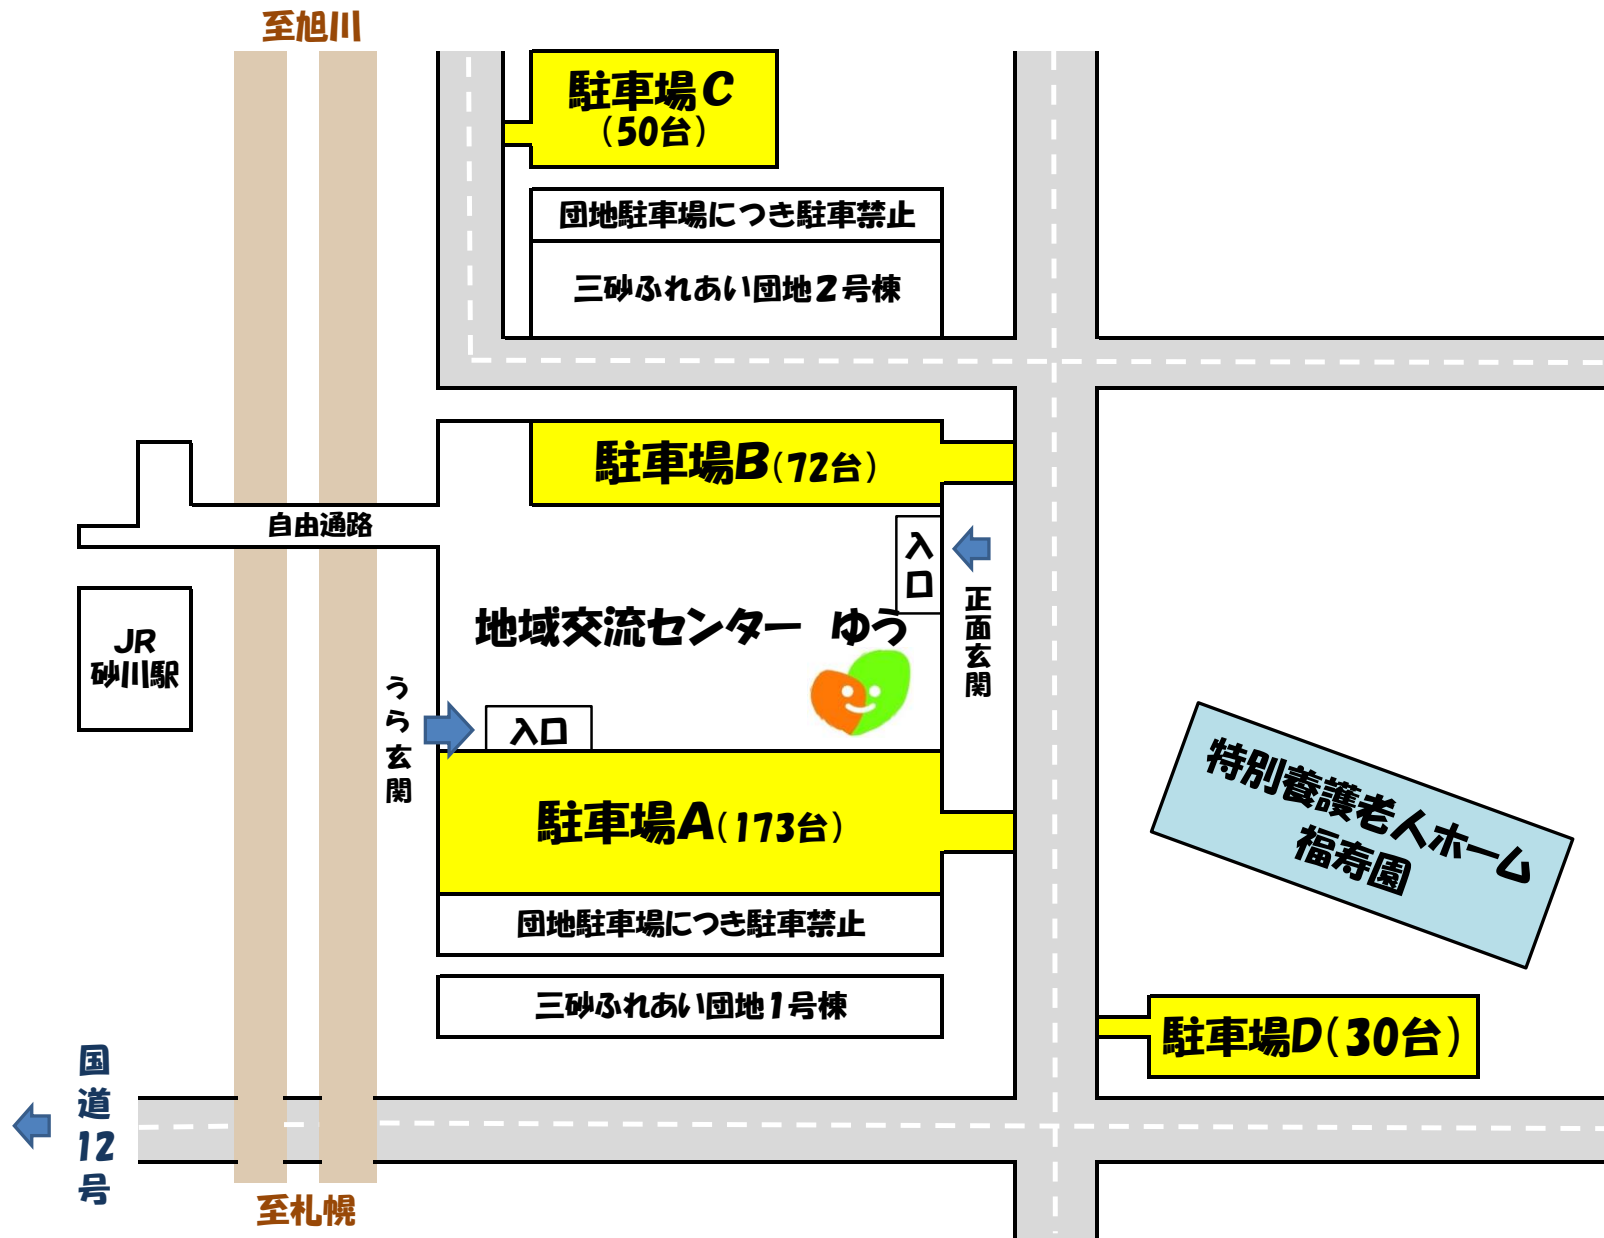 至旭川
駐車場C
(50台)
団地駐車場につき駐車禁止
三砂ふれあい団地2号棟
駐車場B(72台)
自由通路
入口
正面玄関
地域交流センター ゆう
JR
砂川駅
うら玄関
入口
駐車場A(173台)
特別養護老人ホーム
福寿園
団地駐車場につき駐車禁止
三砂ふれあい団地1号棟
駐車場D(30台)
国道12号
至札幌